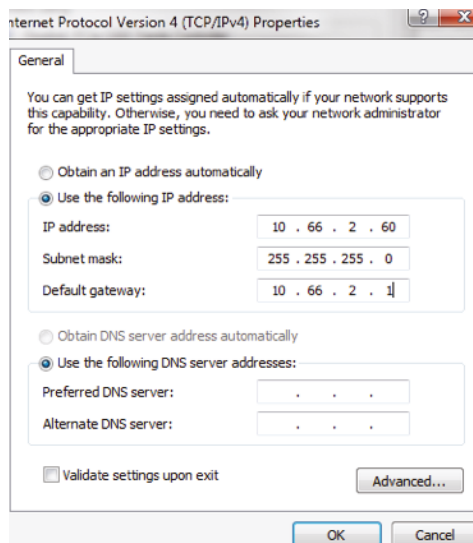 nternet Protocol Version 4 (TCP/IPv4) Properties
General
You can get IP settings assigned automatically if your network supports
this capability. Otherwise, you need to ask your network administrator
for the appropriate IP settings.
Obtain an IP address automatically
Use the following IP address:
IP address: 10 . 66 . 2 . 60
Subnet mask: 255 . 255 . 255 . 0
Default gateway: 10 . 66 . 2 . 1
Obtain DNS server address automatically
Use the following DNS server addresses:
Preferred DNS server: . . .
Alternate DNS server: . . .
Validate settings upon exit
Advanced...
OK Cancel